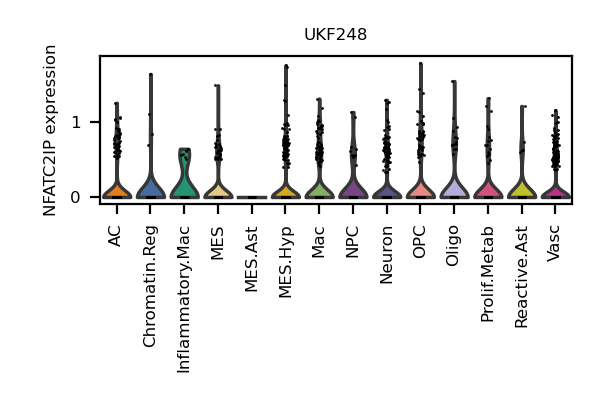 UKF248
NFATC2IP expression
1
0
AC
Chromatin.Reg
Inflammatory.Mac
MES
MES.Ast
MES.Hyp
Mac
NPC
Neuron
OPC
Oligo
Prolif.Metab
Reactive.Ast
Vasc